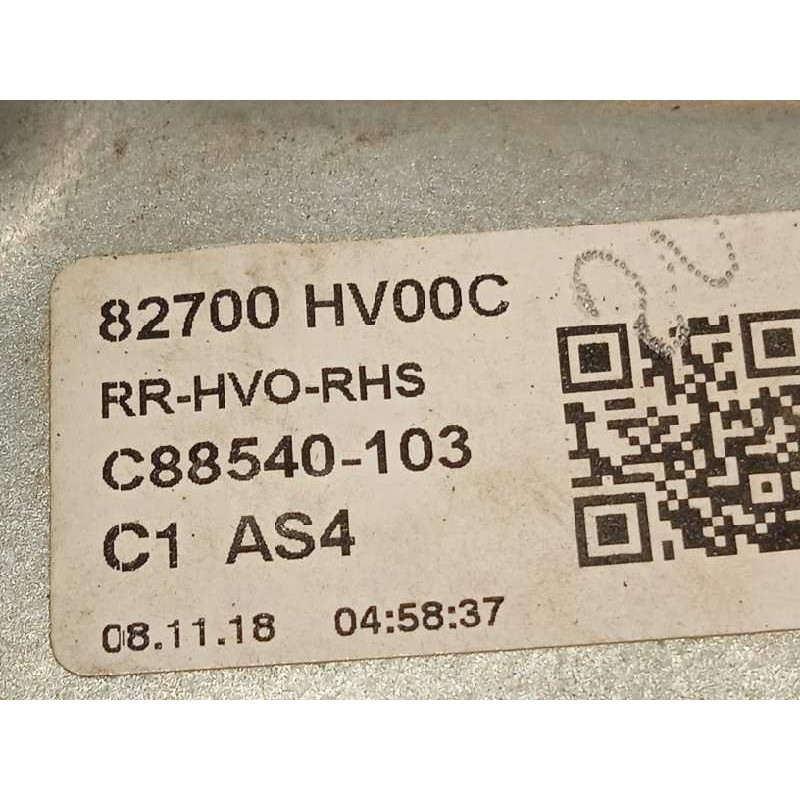 82700 HV00C
RR-HVO-RHS
C88540-103
C1 AS4
08.11.18 04:58:37